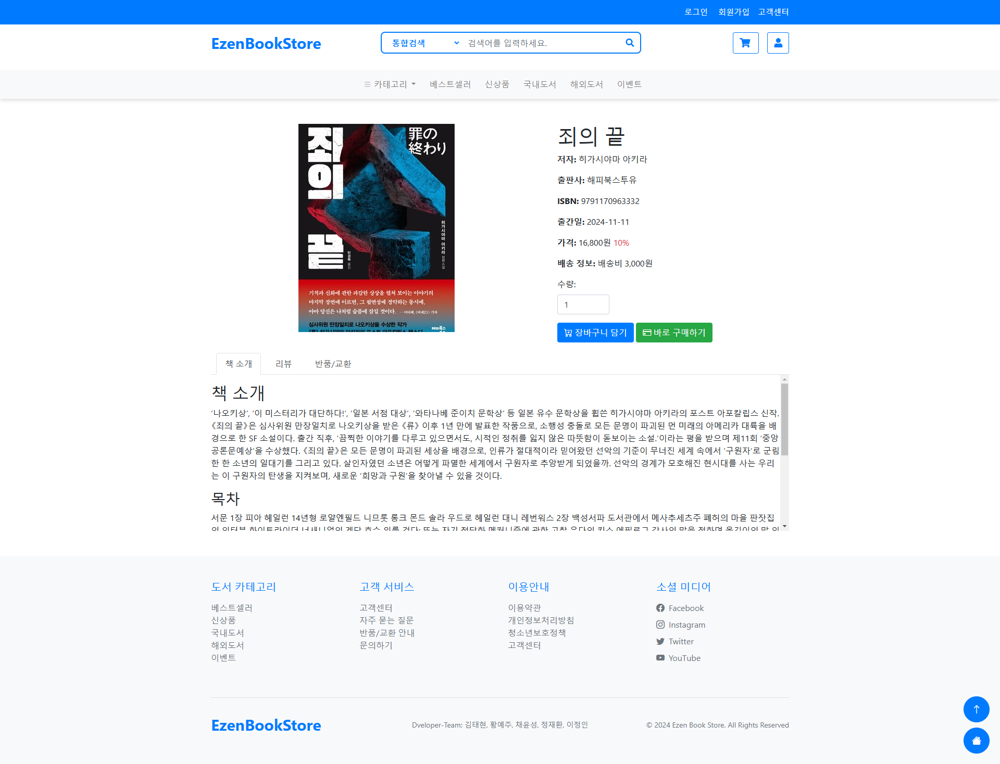 로그인 회원가입 고객센터
EzenBookStore
통합검색 검색어를 입력하세요.
카테고리 베스트셀러 신상품 국내도서 해외도서 이벤트
죄의 끝
罪の
終わり
히가시야마 아키라 장편소설
민경욱 옮김
기적과 신화에 관한 과감한 상상을 펼쳐 보이는 이야기의
마지막 장면에 이르면, 그 필연성에 경악하는 동시에,
아마 당신은 나처럼 슬픔에 잠길 것이다. ─이다혜, 《씨네21》 기자
심사위원 만장일치로 나오키상을 수상한 작가
해피북스
죄의 끝
저자: 히가시야마 아키라
출판사: 해피북스투유
ISBN: 9791170963332
출간일: 2024-11-11
가격: 16,800원 10%
배송 정보: 배송비 3,000원
수량:
1
장바구니 담기 바로 구매하기
책 소개 리뷰 반품/교환
책 소개
‘나오키상’, ‘이 미스터리가 대단하다!’, ‘일본 서점 대상’, ‘와타나베 준이치 문학상’ 등 일본 유수 문학상을 휩쓴 히가시야마 아키라의 포스트 아포칼립스 신작.
《죄의 끝》은 심사위원 만장일치로 나오키상을 받은 《류》 이후 1년 만에 발표한 작품으로, 소행성 충돌로 모든 문명이 파괴된 먼 미래의 아메리카 대륙을 배
경으로 한 SF 소설이다. 출간 직후, ‘끔찍한 이야기를 다루고 있으면서도, 시적인 정취를 잃지 않은 따뜻함이 돋보이는 소설.’이라는 평을 받으며 제11회 ‘중앙
공론문예상’을 수상했다. 《죄의 끝》은 모든 문명이 파괴된 세상을 배경으로, 인류가 절대적이라 믿어왔던 선악의 기준이 무너진 세계 속에서 ‘구원자’로 군림
한 한 소년의 일대기를 그리고 있다. 살인자였던 소년은 어떻게 파멸한 세계에서 구원자로 추앙받게 되었을까. 선악의 경계가 모호해진 현시대를 사는 우리
는 이 구원자의 탄생을 지켜보며, 새로운 ‘희망과 구원’을 찾아낼 수 있을 것이다.
목차
서문 1장 피아 헤일런 14년형 로얄엔필드 니므롯 롱크 몬드 솔라 우드로 헤일런 대니 레번워스 2장 백성서파 도서관에서 메사추세츠주 폐허의 마을 판잣집
도서 카테고리
베스트셀러
신상품
국내도서
해외도서
이벤트
고객 서비스
고객센터
자주 묻는 질문
반품/교환 안내
문의하기
이용안내
이용약관
개인정보처리방침
청소년보호정책
고객센터
소셜 미디어
Facebook
Instagram
Twitter
YouTube
EzenBookStore
Dveloper-Team: 김태현, 황예주, 채윤성, 정재환, 이정인
© 2024 Ezen Book Store. All Rights Reserved